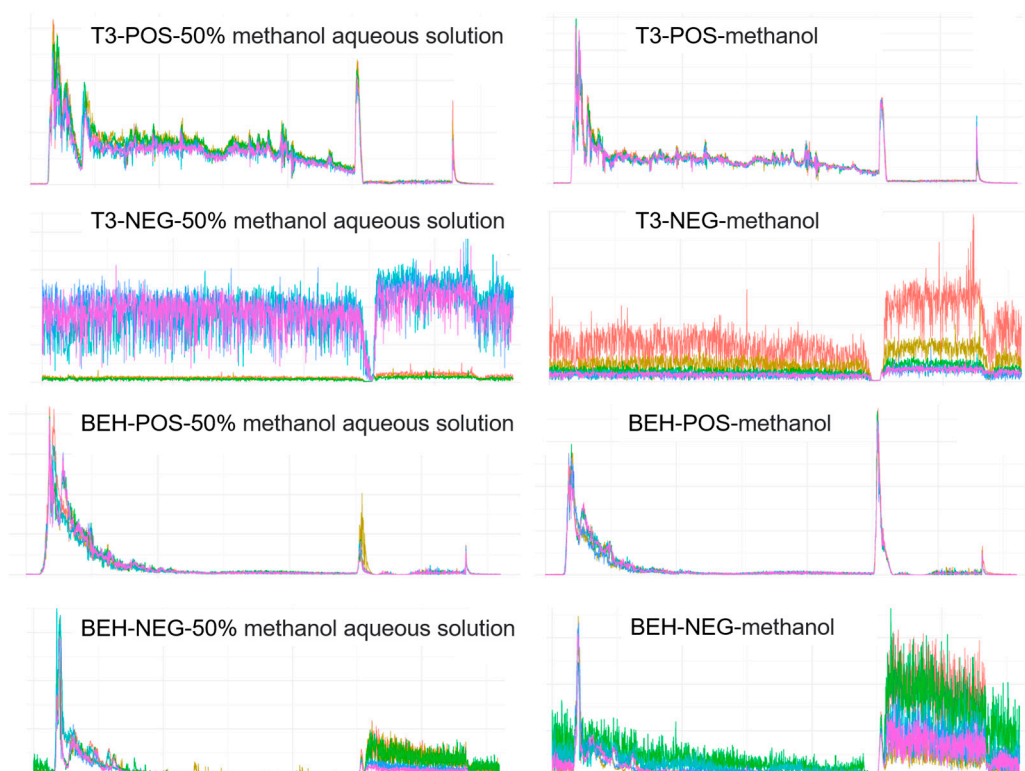 T3-POS-50% methanol aqueous solution
T3-POS-methanol
T3-NEG-50% methanol aqueous solution
T3-NEG-methanol
BEH-POS-50% methanol aqueous solution
BEH-POS-methanol
BEH-NEG-50% methanol aqueous solution
BEH-NEG-methanol